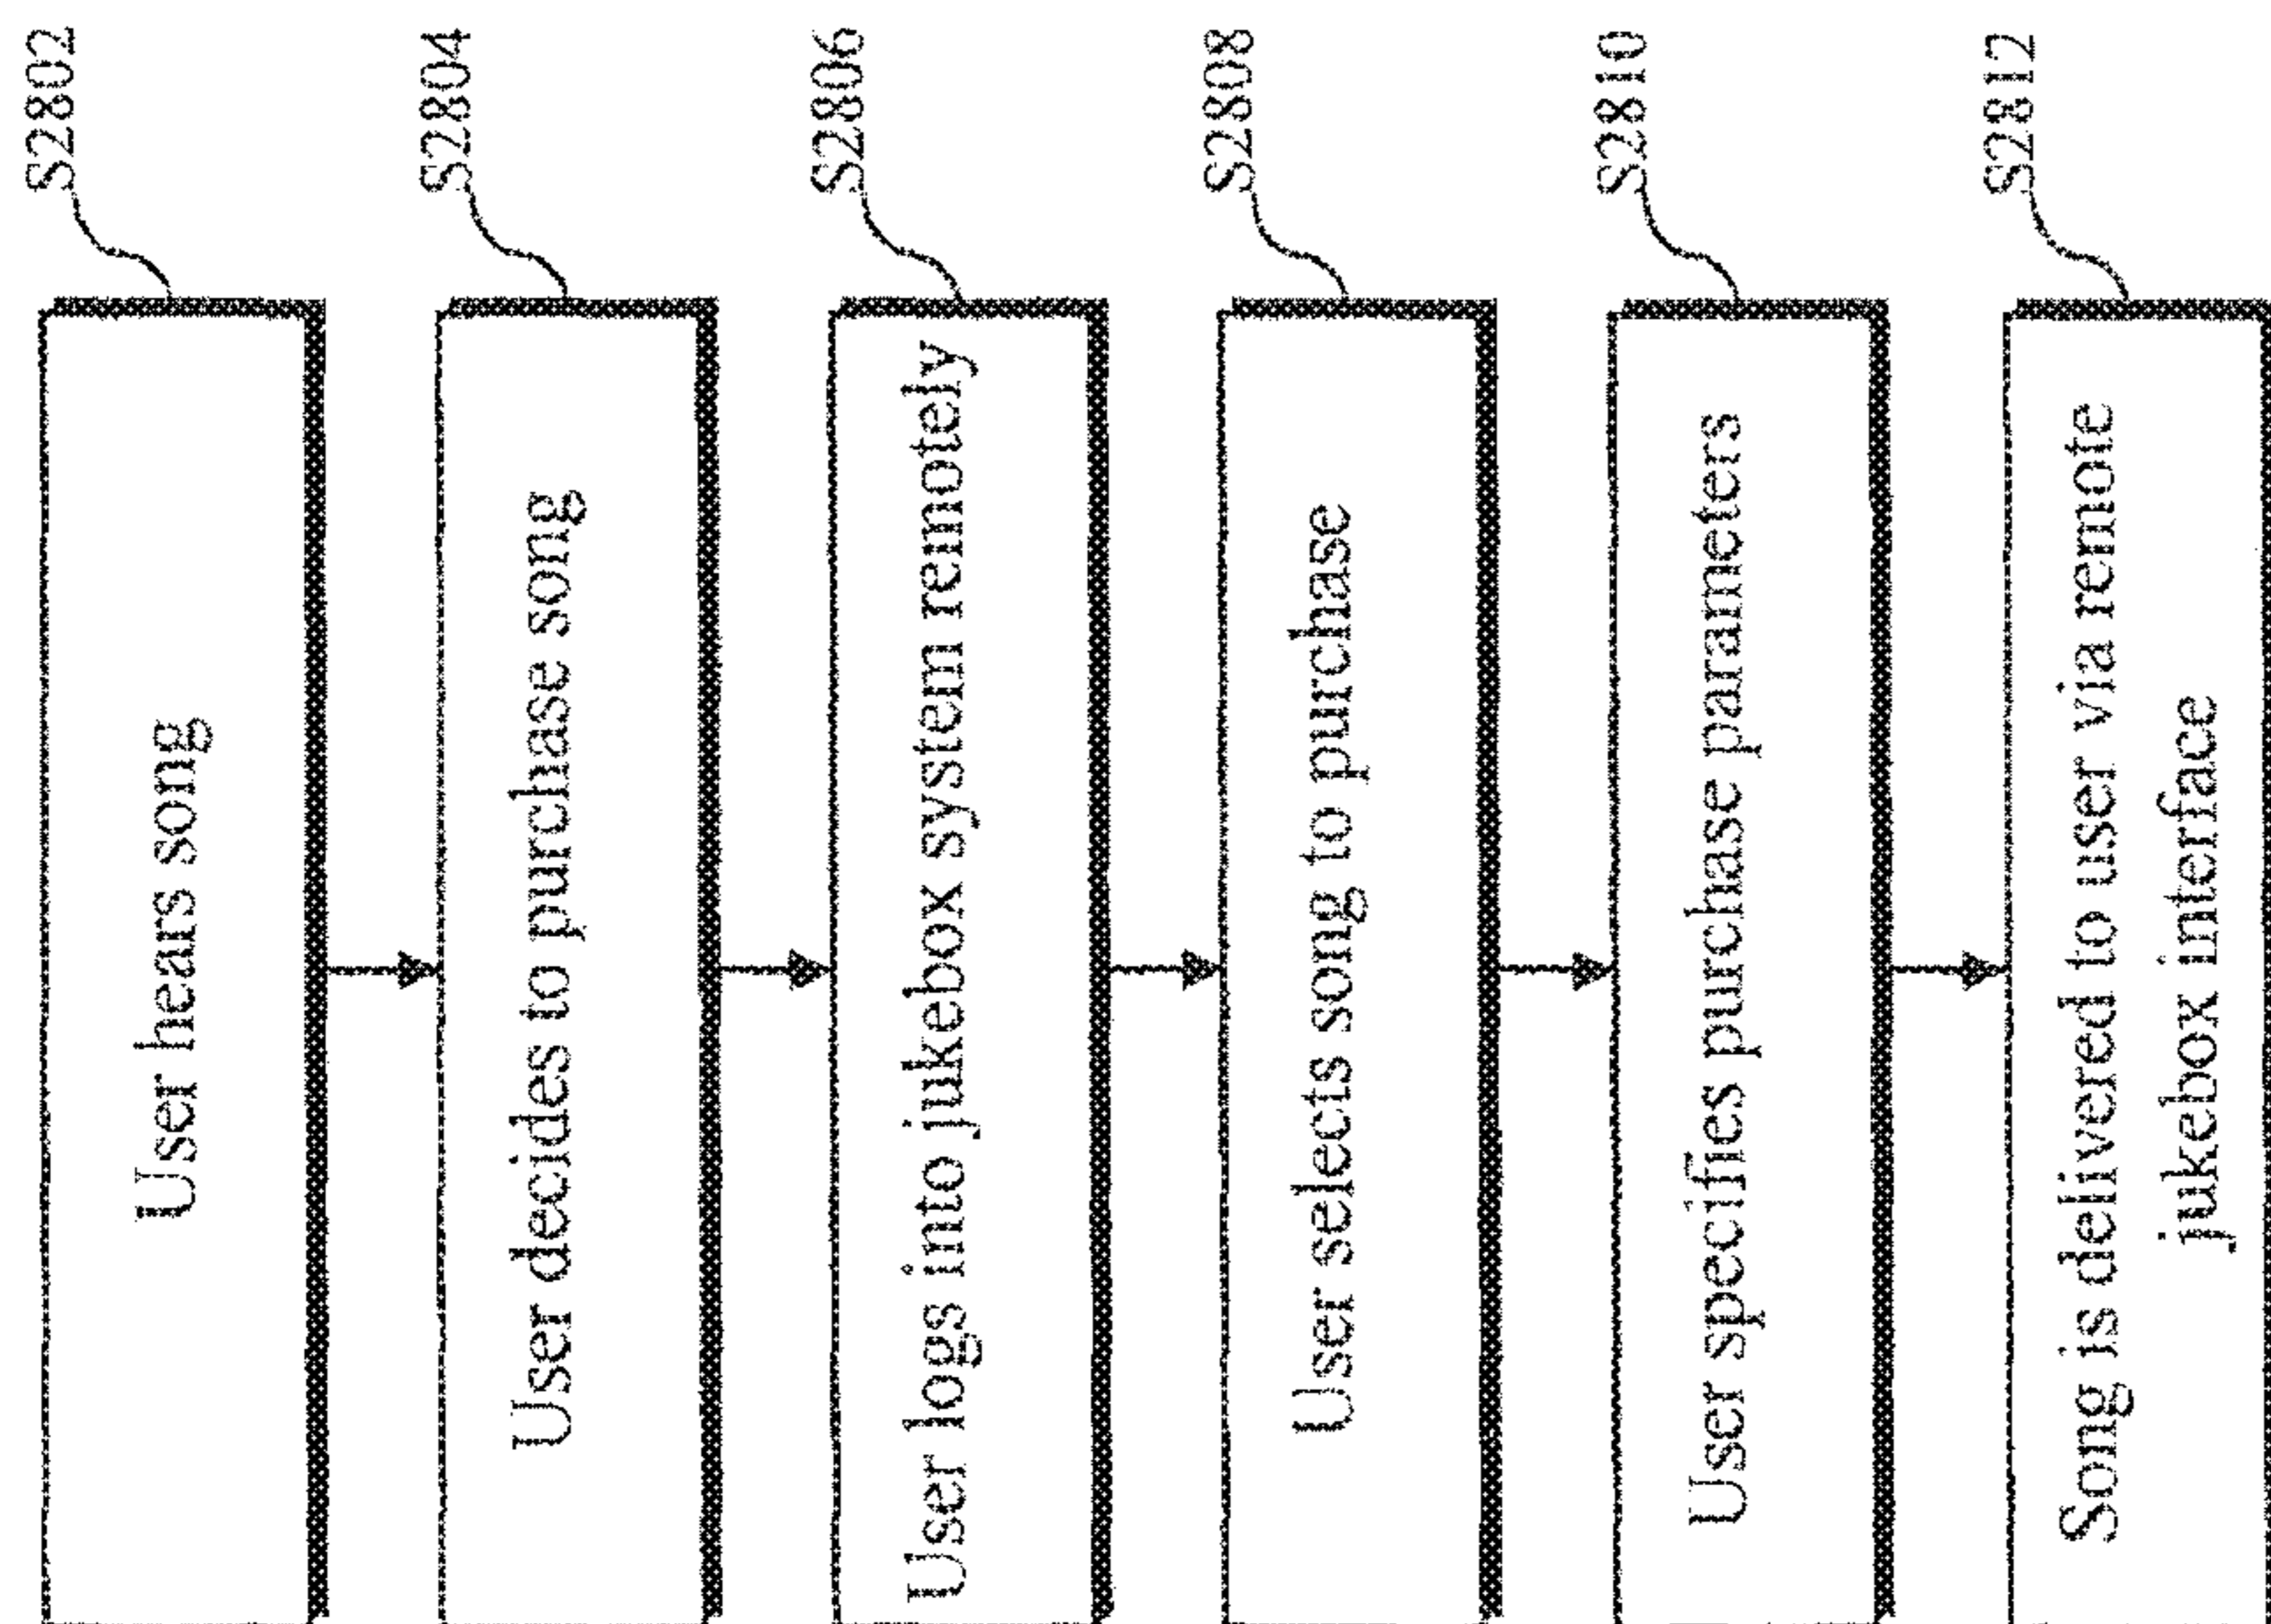 User hears song
S2802
User decides to purchase song
S2804
User logs into jukebox system remotely
S2806
User selects song to purchase
S2808
User specifies purchase parameters
S2810
Song is delivered to user via remote
jukebox interface
S2812